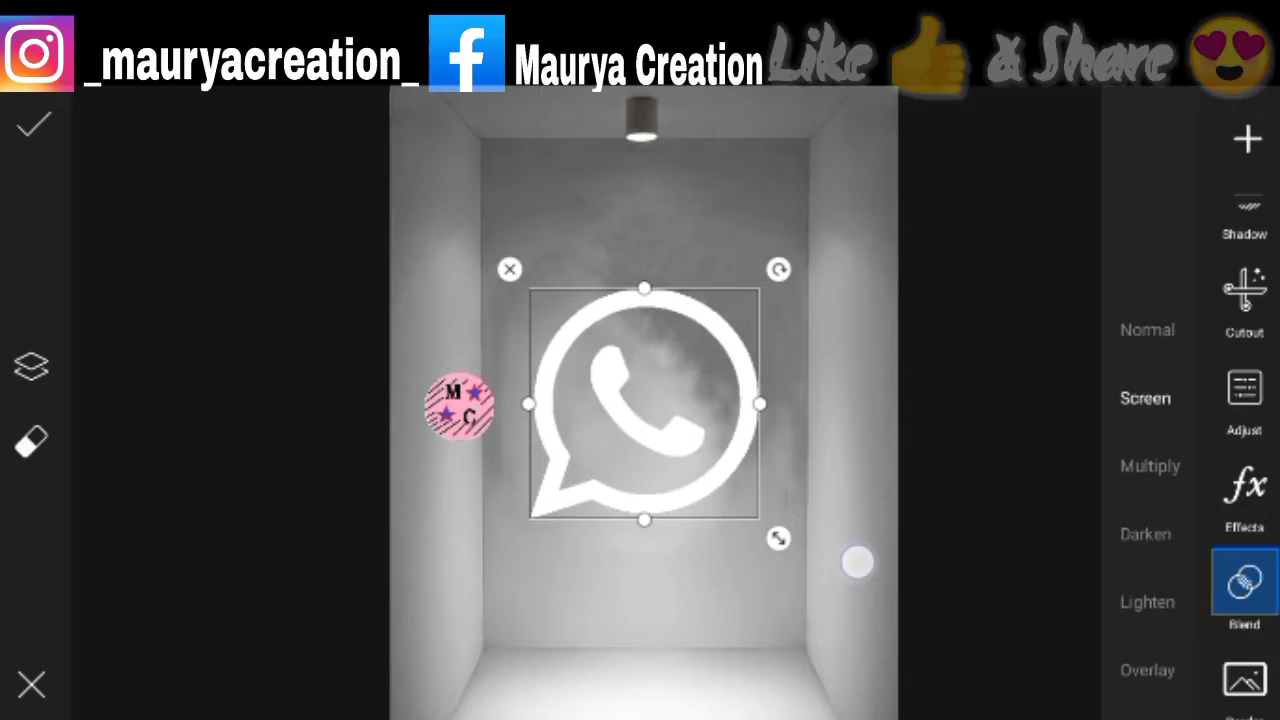 _mauryacreation_ Maurya Creation Like & Share
Shadow
Cutout
Adjust
fx
Effects
Blend
Normal
Screen
Multiply
Darken
Lighten
Overlay
M
C